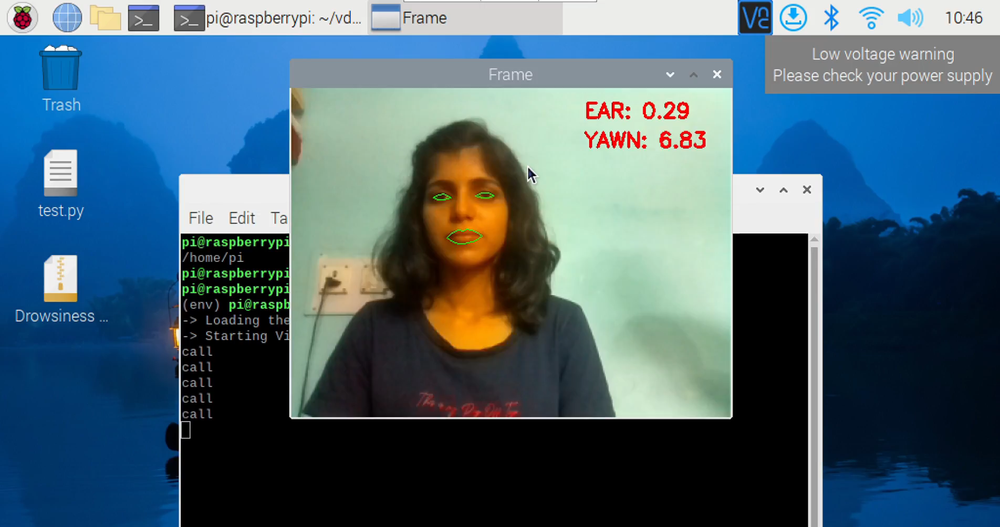 pi@raspberrypi: ~/vd...
Frame
10:46
Low voltage warning
Please check your power supply
Trash
test.py
Drowsiness ...
Frame
EAR: 0.29
YAWN: 6.83
File Edit Ta
pi@raspberrypi
/home/pi
pi@raspberrypi
pi@raspberrypi
(env) pi@raspb
-> Loading the
-> Starting Vi
call
call
call
call
call